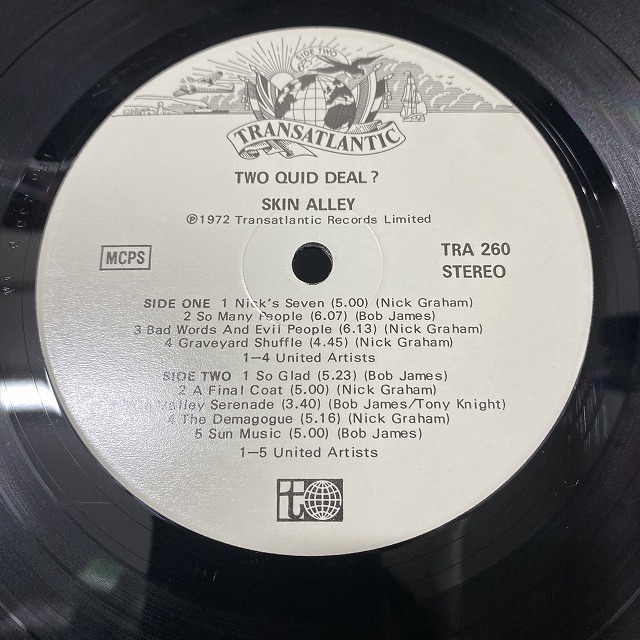 SIDE TWO
TRANSATLANTIC
TWO QUID DEAL?
SKIN ALLEY
℗1972 Transatlantic Records Limited
MCPS
TRA 260
STEREO
SIDE ONE 1 Nick's Seven (5.00) (Nick Graham)
2 So Many People (6.07) (Bob James)
3 Bad Words And Evil People (6.13) (Nick Graham)
4 Graveyard Shuffle (4.45) (Nick Graham)
1—4 United Artists
SIDE TWO 1 So Glad (5.23) (Bob James)
2 A Final Coat (5.00) (Nick Graham)
Serenade (3.40) (Bob James/Tony Knight)
4 The Demagogue (5.16) (Nick Graham)
5 Sun Music (5.00) (Bob James)
1—5 United Artists
it